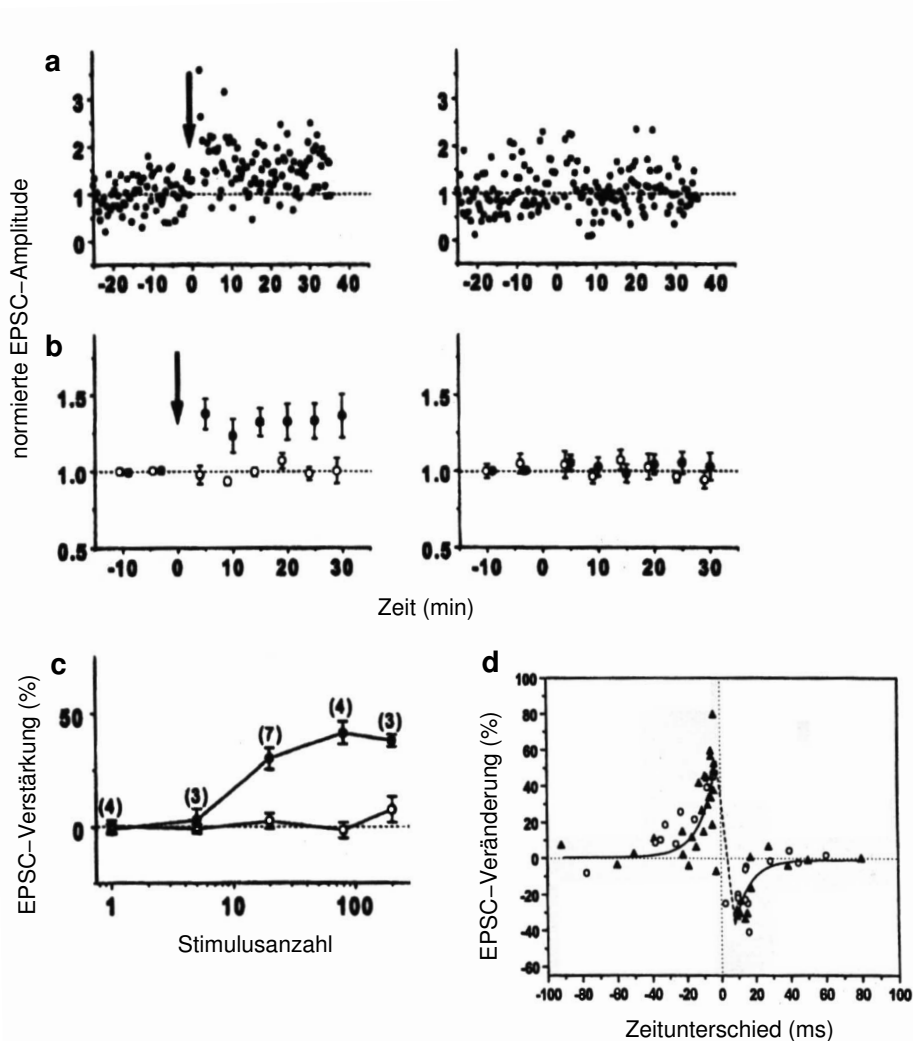 a
3
2
1
0
-20 -10 0 10 20 30 40
-20 -10 0 10 20 30 40
normierte EPSC–Amplitude
b
1.5
1.0
0.5
-10 0 10 20 30
1.5
1.0
0.5
-10 0 10 20 30
Zeit (min)
c
EPSC–Verstärkung (%)
50
0
(4) (3) (7) (4) (3)
1 10 100
Stimulusanzahl
d
EPSC–Veränderung (%)
100
80
60
40
20
0
-20
-40
-60
-100 -80 -60 -40 -20 0 20 40 60 80 100
Zeitunterschied (ms)